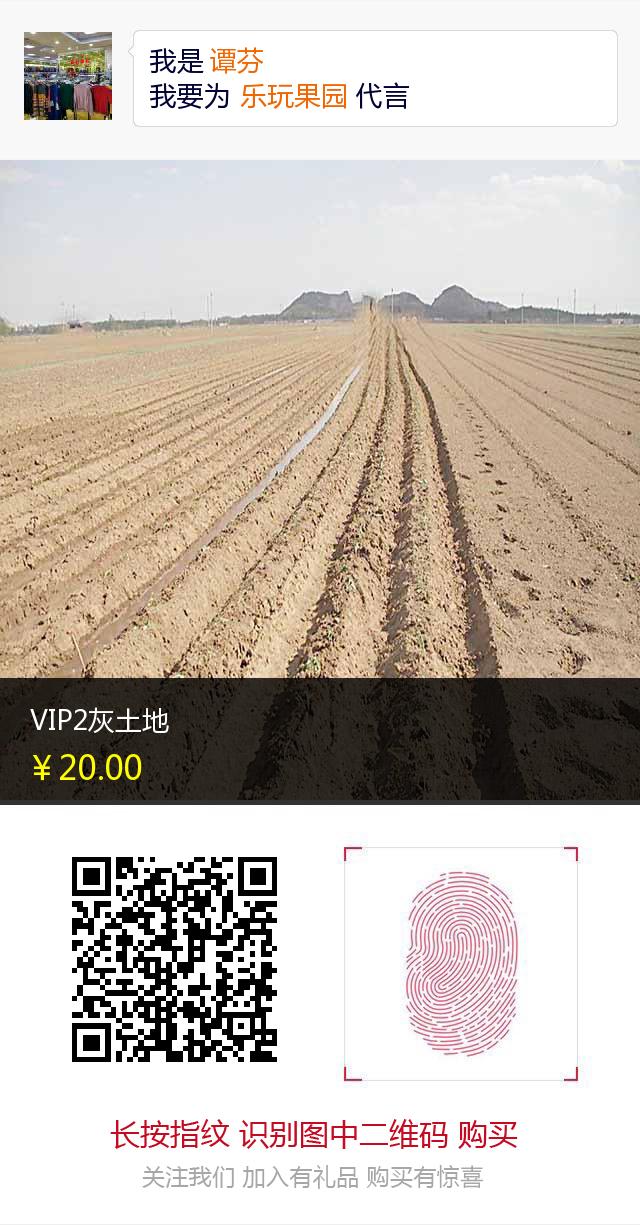 我是 谭芬
我要为 乐玩果园 代言
VIP2灰土地
￥20.00
长按指纹 识别图中二维码 购买
关注我们 加入有礼品 购买有惊喜